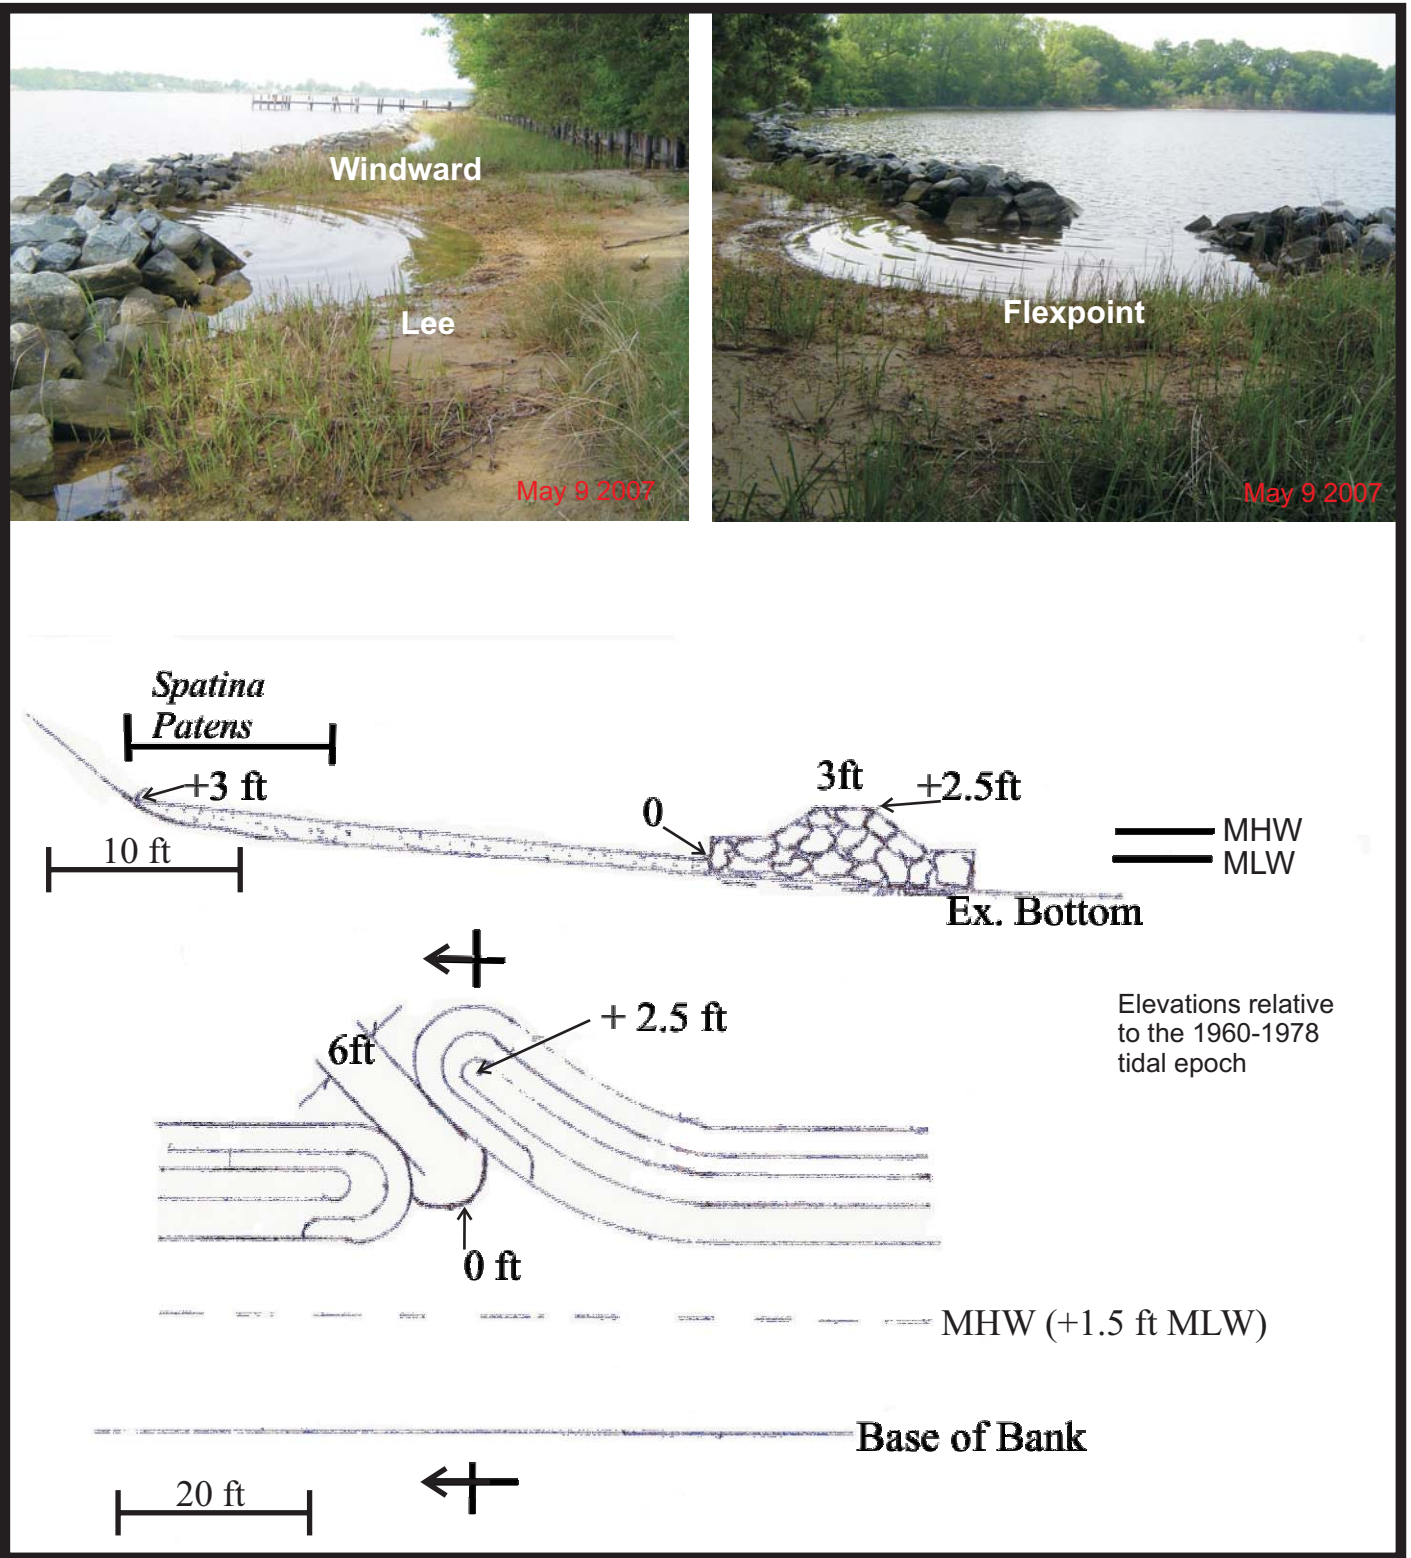 Windward
Lee
May 9 2007
Flexpoint
May 9 2007
Spatina
Patens
+3 ft
10 ft
0
3ft
+2.5ft
MHW
MLW
Ex. Bottom
6ft
+ 2.5 ft
Elevations relative
to the 1960-1978
tidal epoch
0 ft
MHW (+1.5 ft MLW)
Base of Bank
20 ft